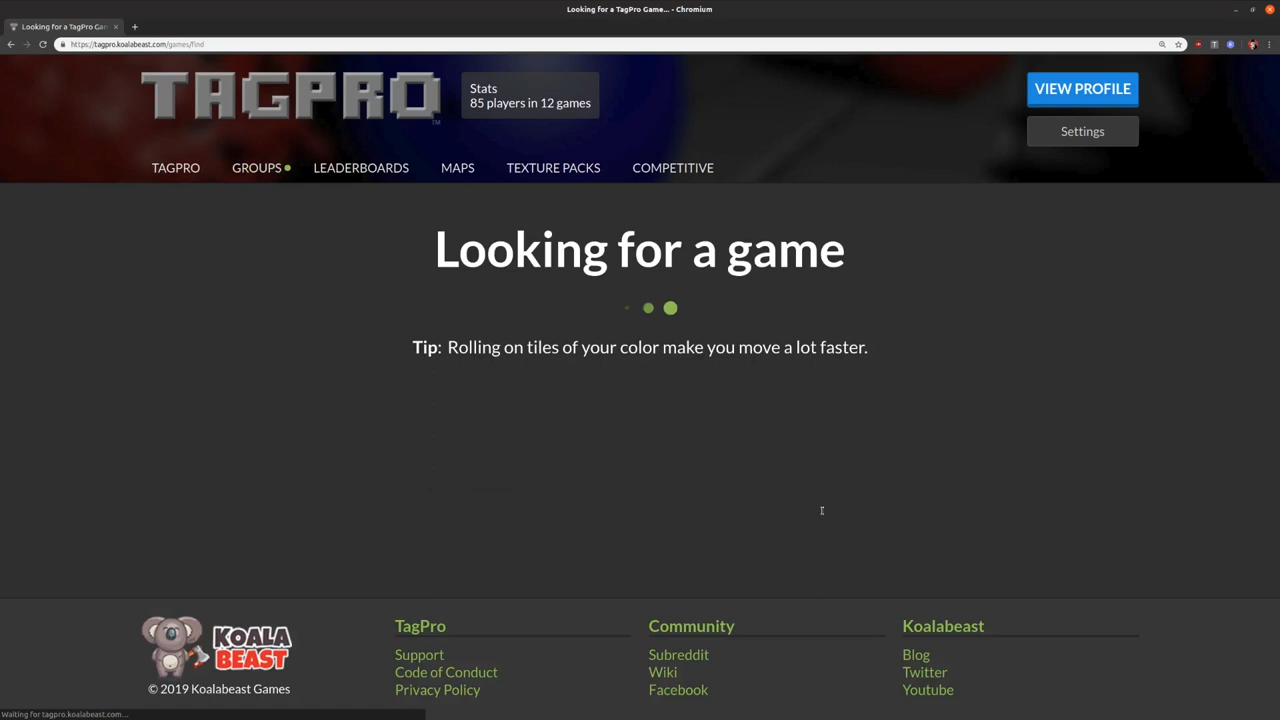 Looking for a TagPro Game... - Chromium
Looking for a TagPro Gam
https://tagpro.koalabeast.com/games/find
TAGPRO
TM
Stats
85 players in 12 games
VIEW PROFILE
Settings
TAGPRO GROUPS LEADERBOARDS MAPS TEXTURE PACKS COMPETITIVE
Looking for a game
Tip: Rolling on tiles of your color make you move a lot faster.
KOALA
BEAST
© 2019 Koalabeast Games
TagPro
Support
Code of Conduct
Privacy Policy
Community
Subreddit
Wiki
Facebook
Koalabeast
Blog
Twitter
Youtube
Waiting for tagpro.koalabeast.com...